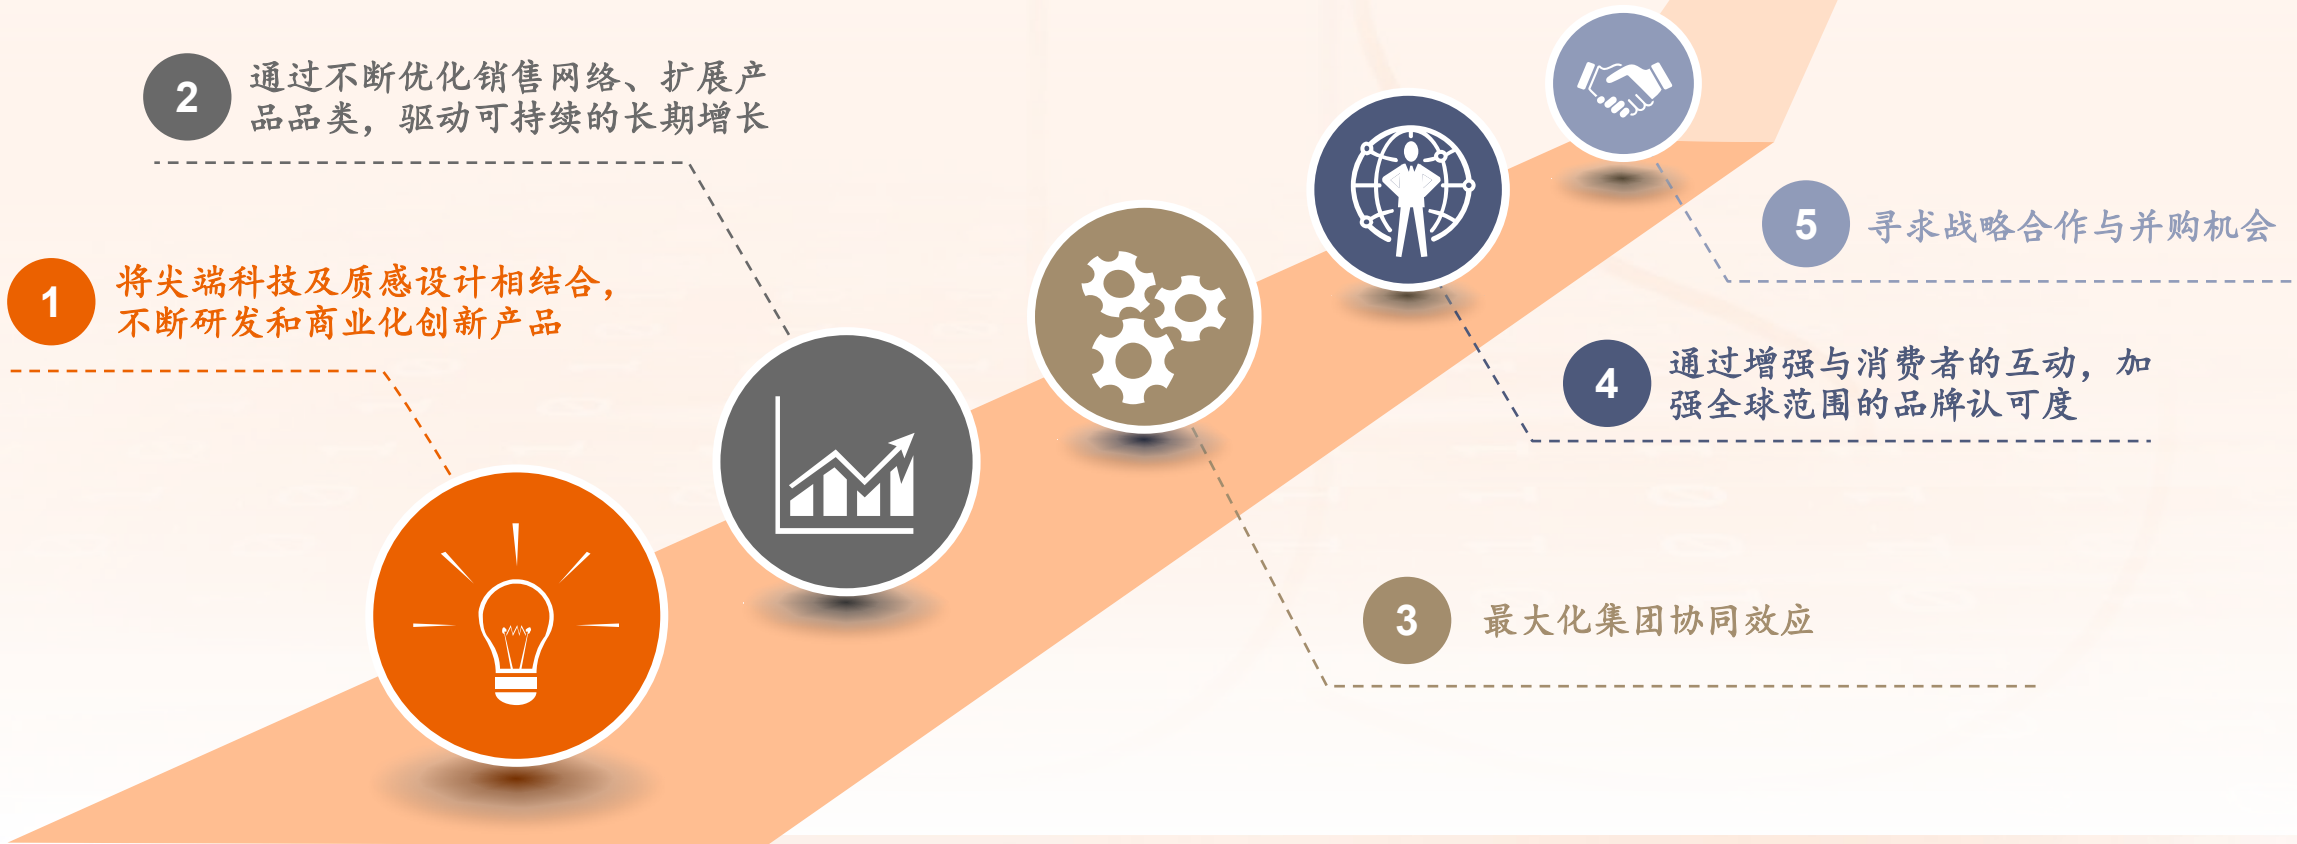 1
将尖端科技及质感设计相结合，
不断研发和商业化创新产品
2
通过不断优化销售网络、扩展产
品品类，驱动可持续的长期增长
3
最大化集团协同效应
4
通过增强与消费者的互动，加
强全球范围的品牌认可度
5
寻求战略合作与并购机会